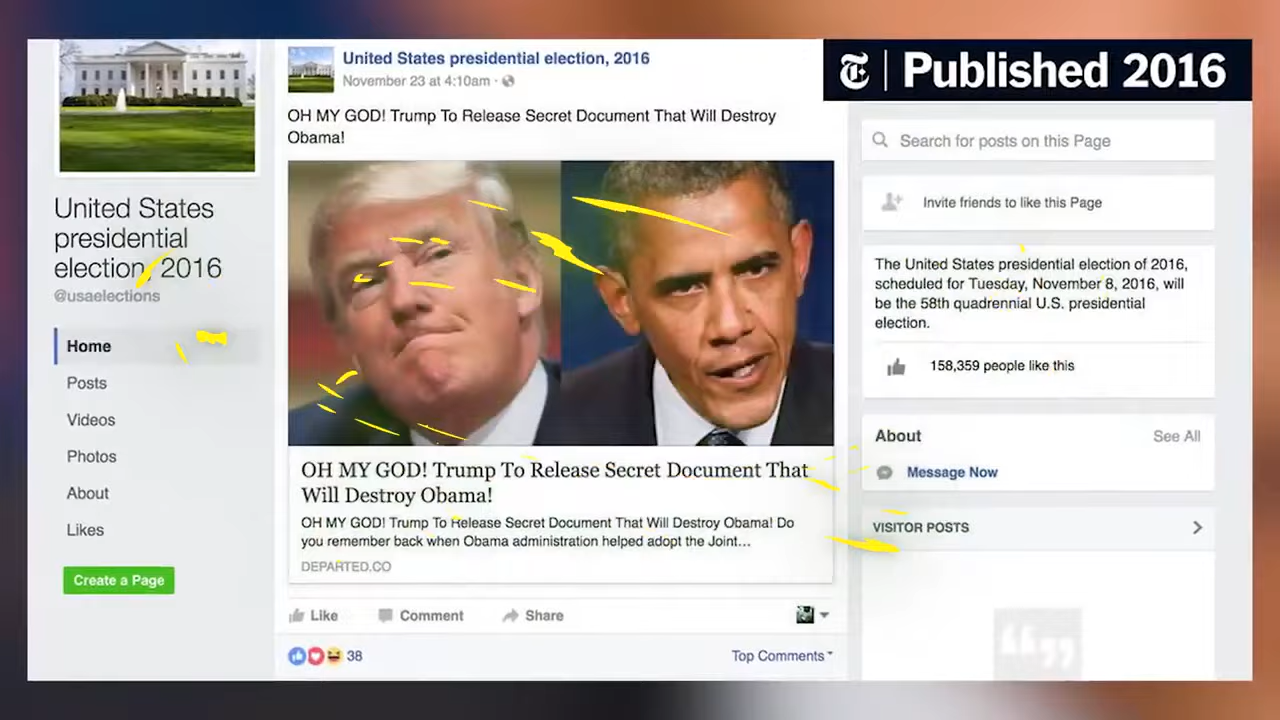 United States presidential election, 2016
November 23 at 4:10am ·
Published 2016
OH MY GOD! Trump To Release Secret Document That Will Destroy
Obama!
United States
presidential
election, 2016
@usaelections
Home
Posts
Videos
Photos
About
Likes
Create a Page
OH MY GOD! Trump To Release Secret Document That
Will Destroy Obama!
OH MY GOD! Trump To Release Secret Document That Will Destroy Obama! Do
you remember back when Obama administration helped adopt the Joint...
DEPARTED.CO
Like Comment Share
38 Top Comments
Search for posts on this Page
Invite friends to like this Page
The United States presidential election of 2016,
scheduled for Tuesday, November 8, 2016, will
be the 58th quadrennial U.S. presidential
election.
158,359 people like this
About See All
Message Now
VISITOR POSTS